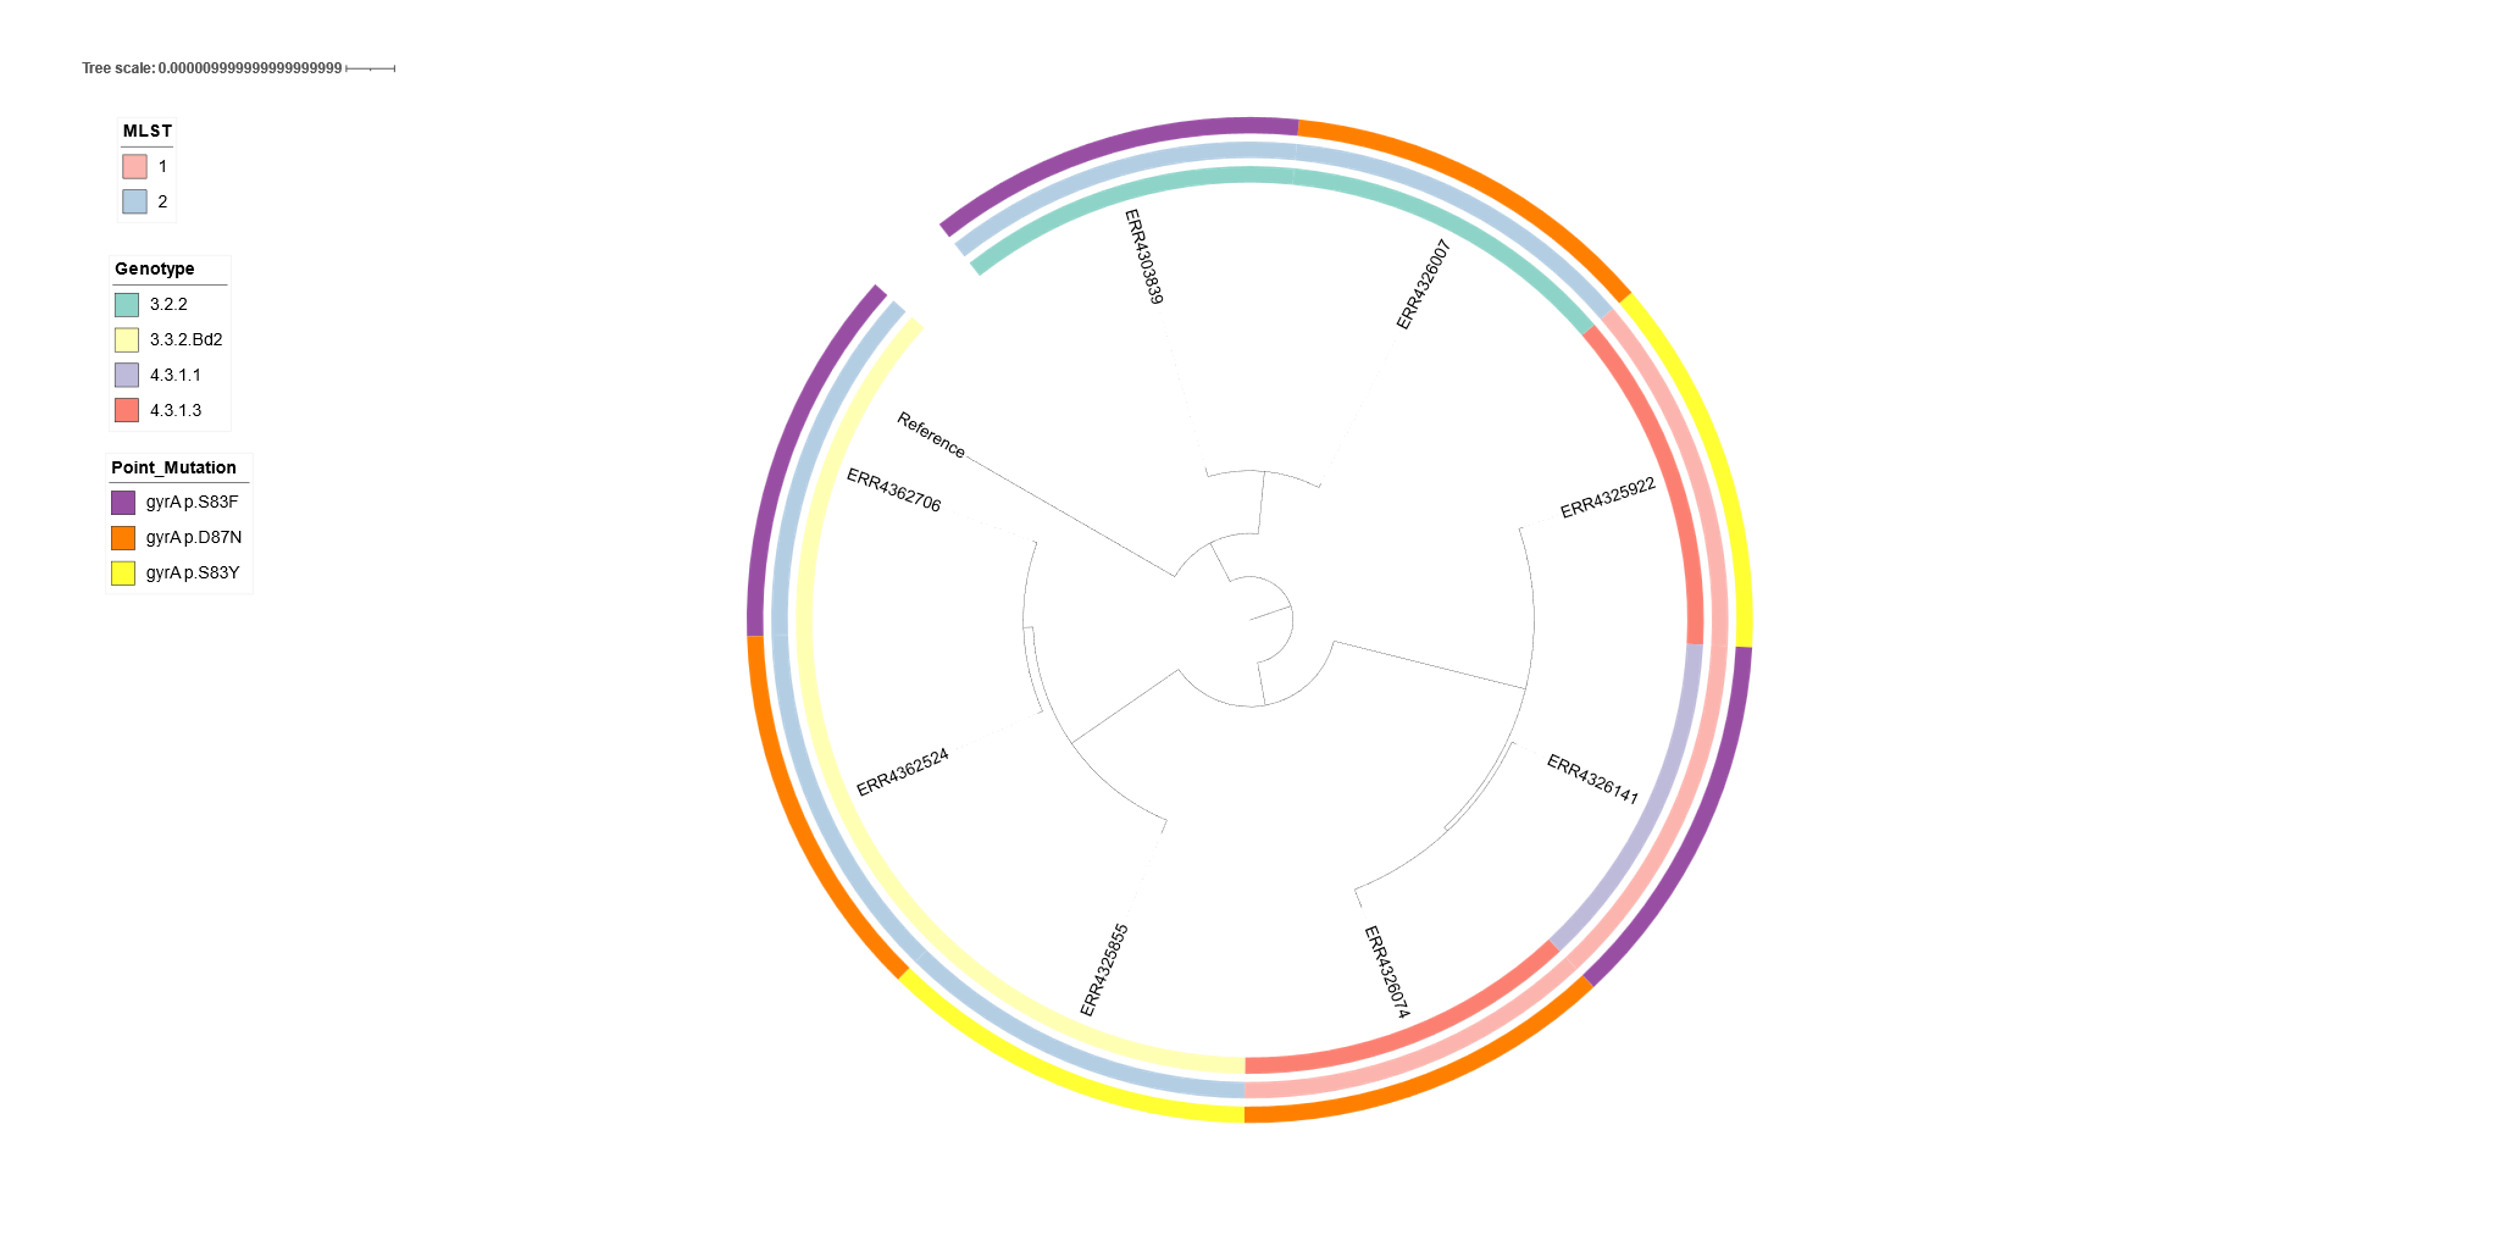 Tree scale: 0.000009999999999999999
MLST
1
2
Genotype
3.2.2
3.3.2.Bd2
4.3.1.1
4.3.1.3
Point_Mutation
gyrA p.S83F
gyrA p.D87N
gyrA p.S83Y
ERR4303839
ERR4326007
Reference
ERR4362706
ERR4325922
ERR4362524
ERR4326141
ERR4325855
ERR4326074